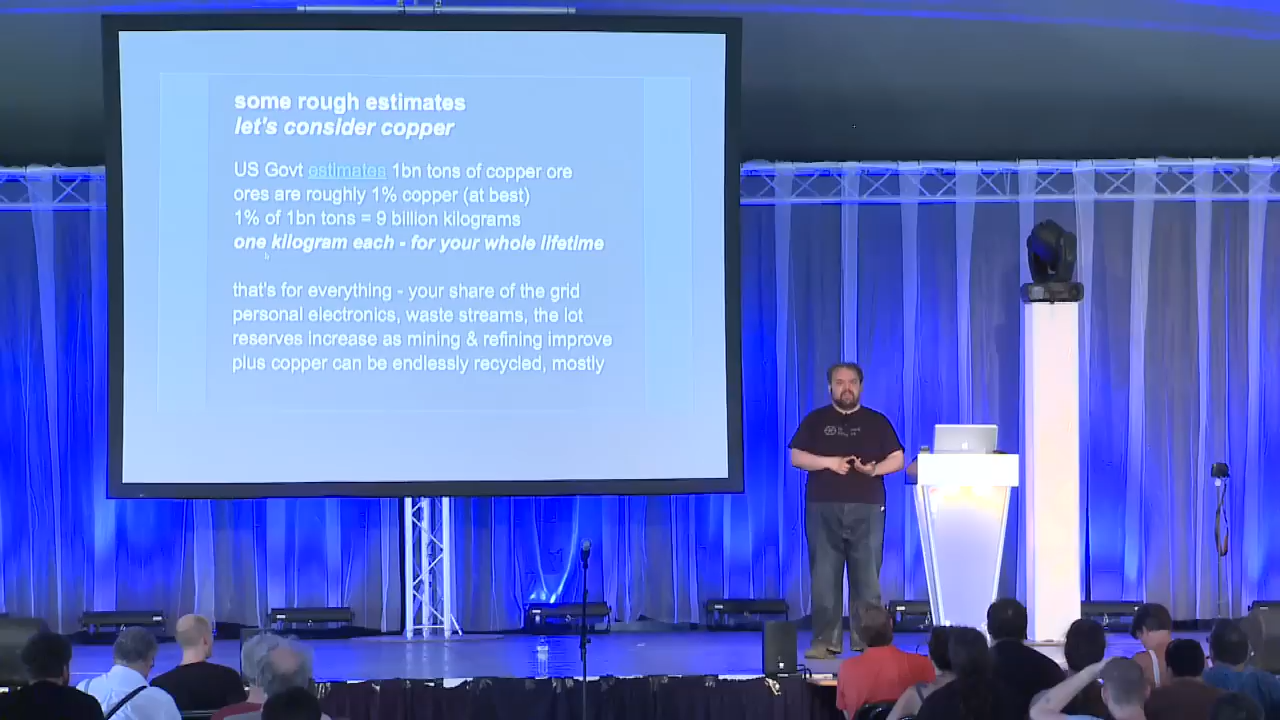 some rough estimates
let's consider copper
US Govt estimates 1bn tons of copper ore
ores are roughly 1% copper (at best)
1% of 1bn tons = 9 billion kilograms
one kilogram each - for your whole lifetime
that's for everything - your share of the grid
personal electronics, waste streams, the lot
reserves increase as mining & refining improve
plus copper can be endlessly recycled, mostly